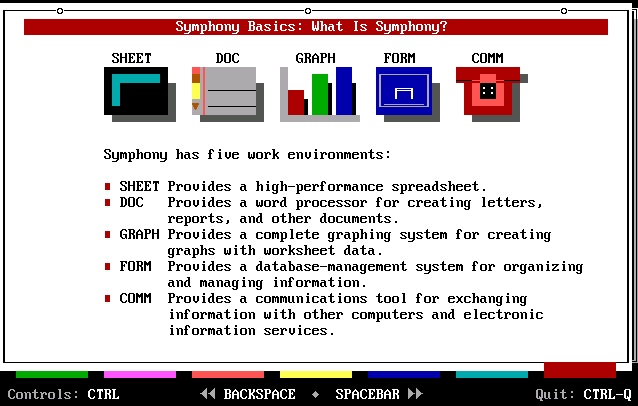 Symphony Basics: What Is Symphony?
SHEET DOC GRAPH FORM COMM
Symphony has five work environments:
SHEET Provides a high-performance spreadsheet.
DOC Provides a word processor for creating letters,
reports, and other documents.
GRAPH Provides a complete graphing system for creating
graphs with worksheet data.
FORM Provides a database-management system for organizing
and managing information.
COMM Provides a communications tool for exchanging
information with other computers and electronic
information services.
Controls: CTRL BACKSPACE SPACEBAR Quit: CTRL-Q